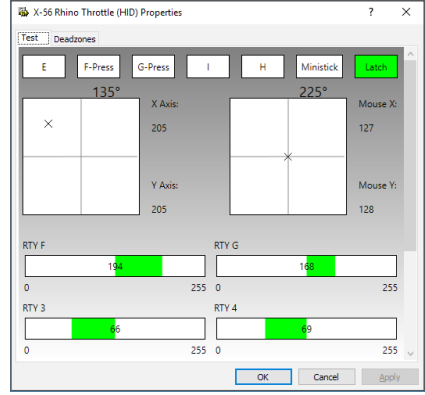 X-56 Rhino Throttle (HID) Properties ? ×
Test Deadzones
E F-Press G-Press I H Ministick Latch
135° 225°
X Axis: Mouse X:
205 127
Y Axis: Mouse Y:
205 128
RTY F RTY G
194 168
0 255 0 255
RTY 3 RTY 4
66 69
0 255 0 255
OK Cancel Apply